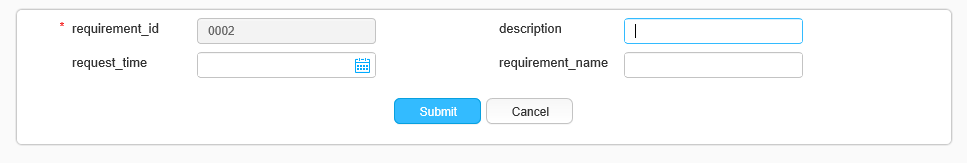 * requirement_id 0002 description
request_time requirement_name
Submit Cancel